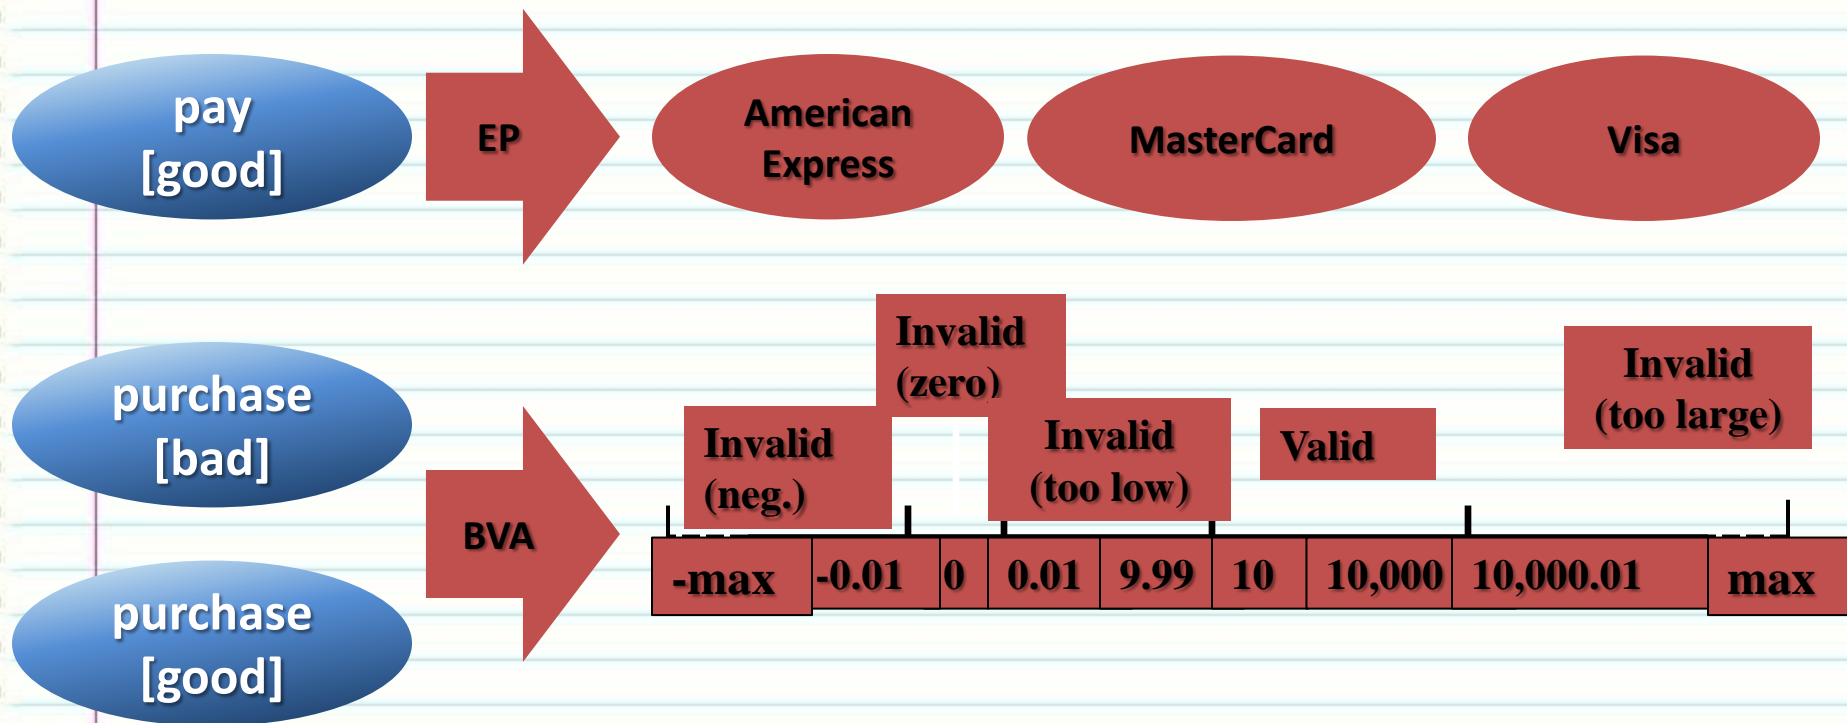 pay
[good]
EP
American
Express
MasterCard
Visa
purchase
[bad]
purchase
[good]
BVA
Invalid
(zero)
Invalid
(neg.)
Invalid
(too low)
Valid
Invalid
(too large)
-max -0.01 0 0.01 9.99 10 10,000 10,000.01 max